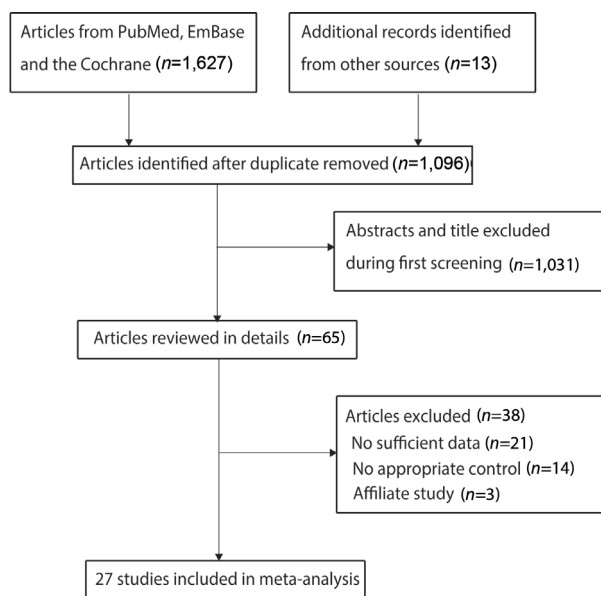 Articles from PubMed, EmBase
and the Cochrane (n=1,627)
Additional records identified
from other sources (n=13)
Articles identified after duplicate removed (n=1,096)
Abstracts and title excluded
during first screening (n=1,031)
Articles reviewed in details (n=65)
Articles excluded (n=38)
No sufficient data (n=21)
No appropriate control (n=14)
Affiliate study (n=3)
27 studies included in meta-analysis